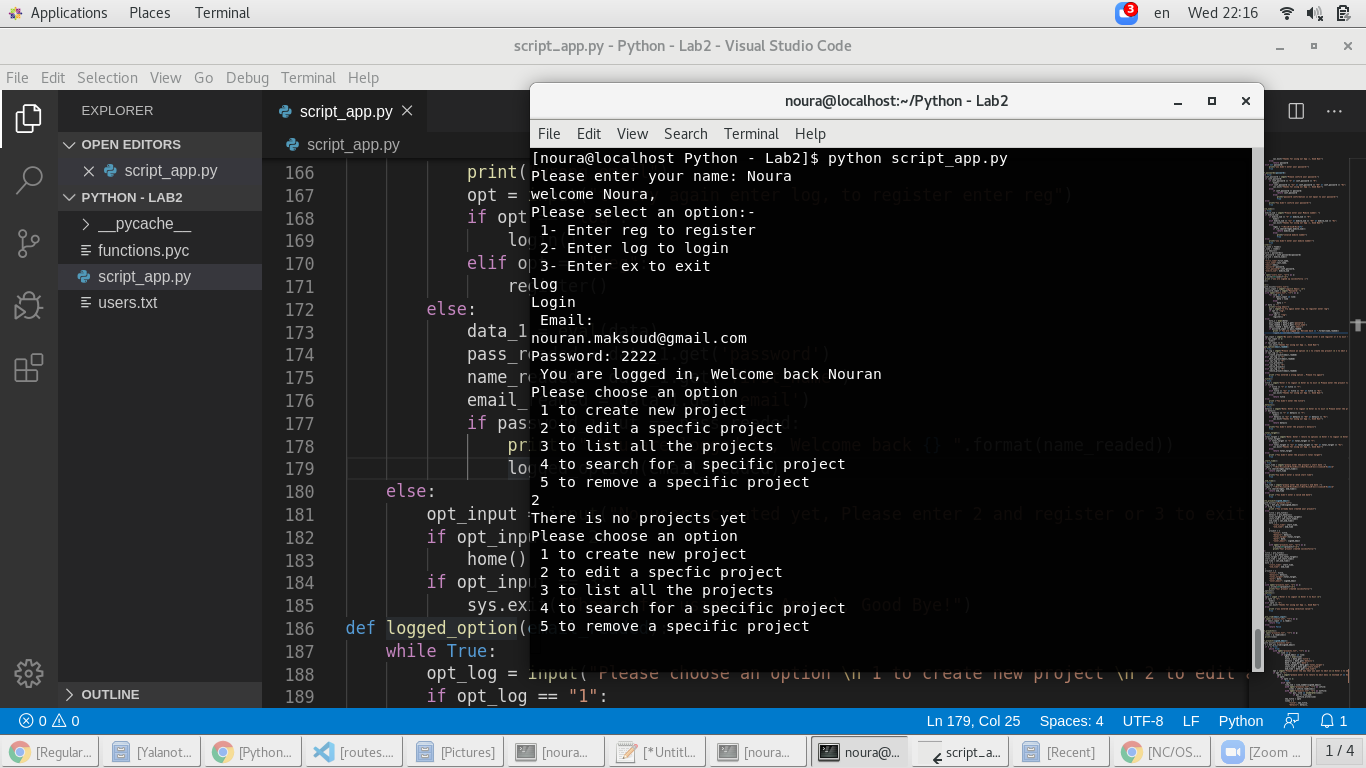 Applications Places Terminal 3 en Wed 22:16
script_app.py - Python - Lab2 - Visual Studio Code
File Edit Selection View Go Debug Terminal Help
EXPLORER
OPEN EDITORS
script_app.py
PYTHON - LAB2
__pycache__
functions.pyc
script_app.py
users.txt
OUTLINE
script_app.py
script_app.py
166 print(
167 opt = again enter log, to register enter reg")
168 if opt
169 log
170 elif op
171 register()
172 else:
173 data_1
174 pass_re .get('password')
175 name_r
176 email_
177 if pas
178 pri Welcome back {} ".format(name_readed))
179 log
180 else:
181 opt_input = yet, Please enter 2 to register or 3 to exit
182 if opt_inpu
183 home()
184 if opt_inpu
185 sys.exi Good Bye!")
186 def logged_option(
187 while True:
188 opt_log = input("Please choose an option \n 1 to create new project \n 2 to edit
189 if opt_log == "1":
noura@localhost:~/Python - Lab2
File Edit View Search Terminal Help
[noura@localhost Python - Lab2]$ python script_app.py
Please enter your name: Noura
welcome Noura,
Please select an option:-
1- Enter reg to register
2- Enter log to login
3- Enter ex to exit
log
Login
Email:
nouran.maksoud@gmail.com
Password: 2222
You are logged in, Welcome back Nouran
Please choose an option
1 to create new project
2 to edit a specfic project
3 to list all the projects
4 to search for a specific project
5 to remove a specific project
2
There is no projects yet
Please choose an option
1 to create new project
2 to edit a specfic project
3 to list all the projects
4 to search for a specific project
5 to remove a specific project
0 0 Ln 179, Col 25 Spaces: 4 UTF-8 LF Python 1
[Regular... [Yalanot... [Python... [routes.... [Pictures] [noura... [*Untitl... [noura... noura@... script_a... [Recent] [NC/OS... [Zoom ... 1 / 4